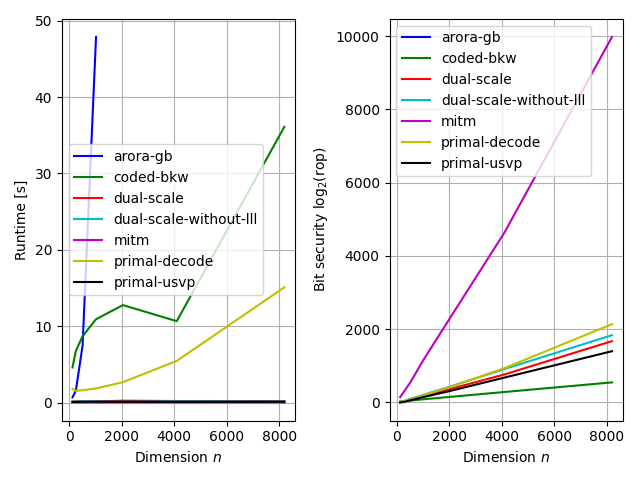 50
40
30
20
10
0
Runtime [s]
arora-gb
coded-bkw
dual-scale
dual-scale-without-lll
mitm
primal-decode
primal-usvp
0 2000 4000 6000 8000
Dimension n
10000
8000
6000
4000
2000
0
Bit security log₂(rop)
arora-gb
coded-bkw
dual-scale
dual-scale-without-lll
mitm
primal-decode
primal-usvp
0 2000 4000 6000 8000
Dimension n